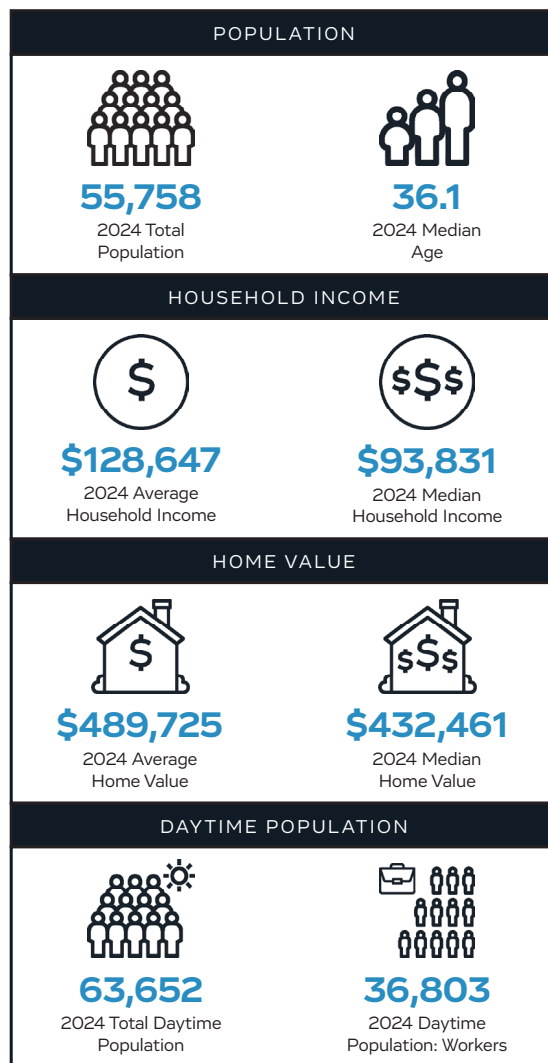 POPULATION
55,758
2024 Total
Population
36.1
2024 Median
Age
HOUSEHOLD INCOME
$
$128,647
2024 Average
Household Income
$$$
$93,831
2024 Median
Household Income
HOME VALUE
$
$489,725
2024 Average
Home Value
$$$
$432,461
2024 Median
Home Value
DAYTIME POPULATION
63,652
2024 Total Daytime
Population
36,803
2024 Daytime
Population: Workers